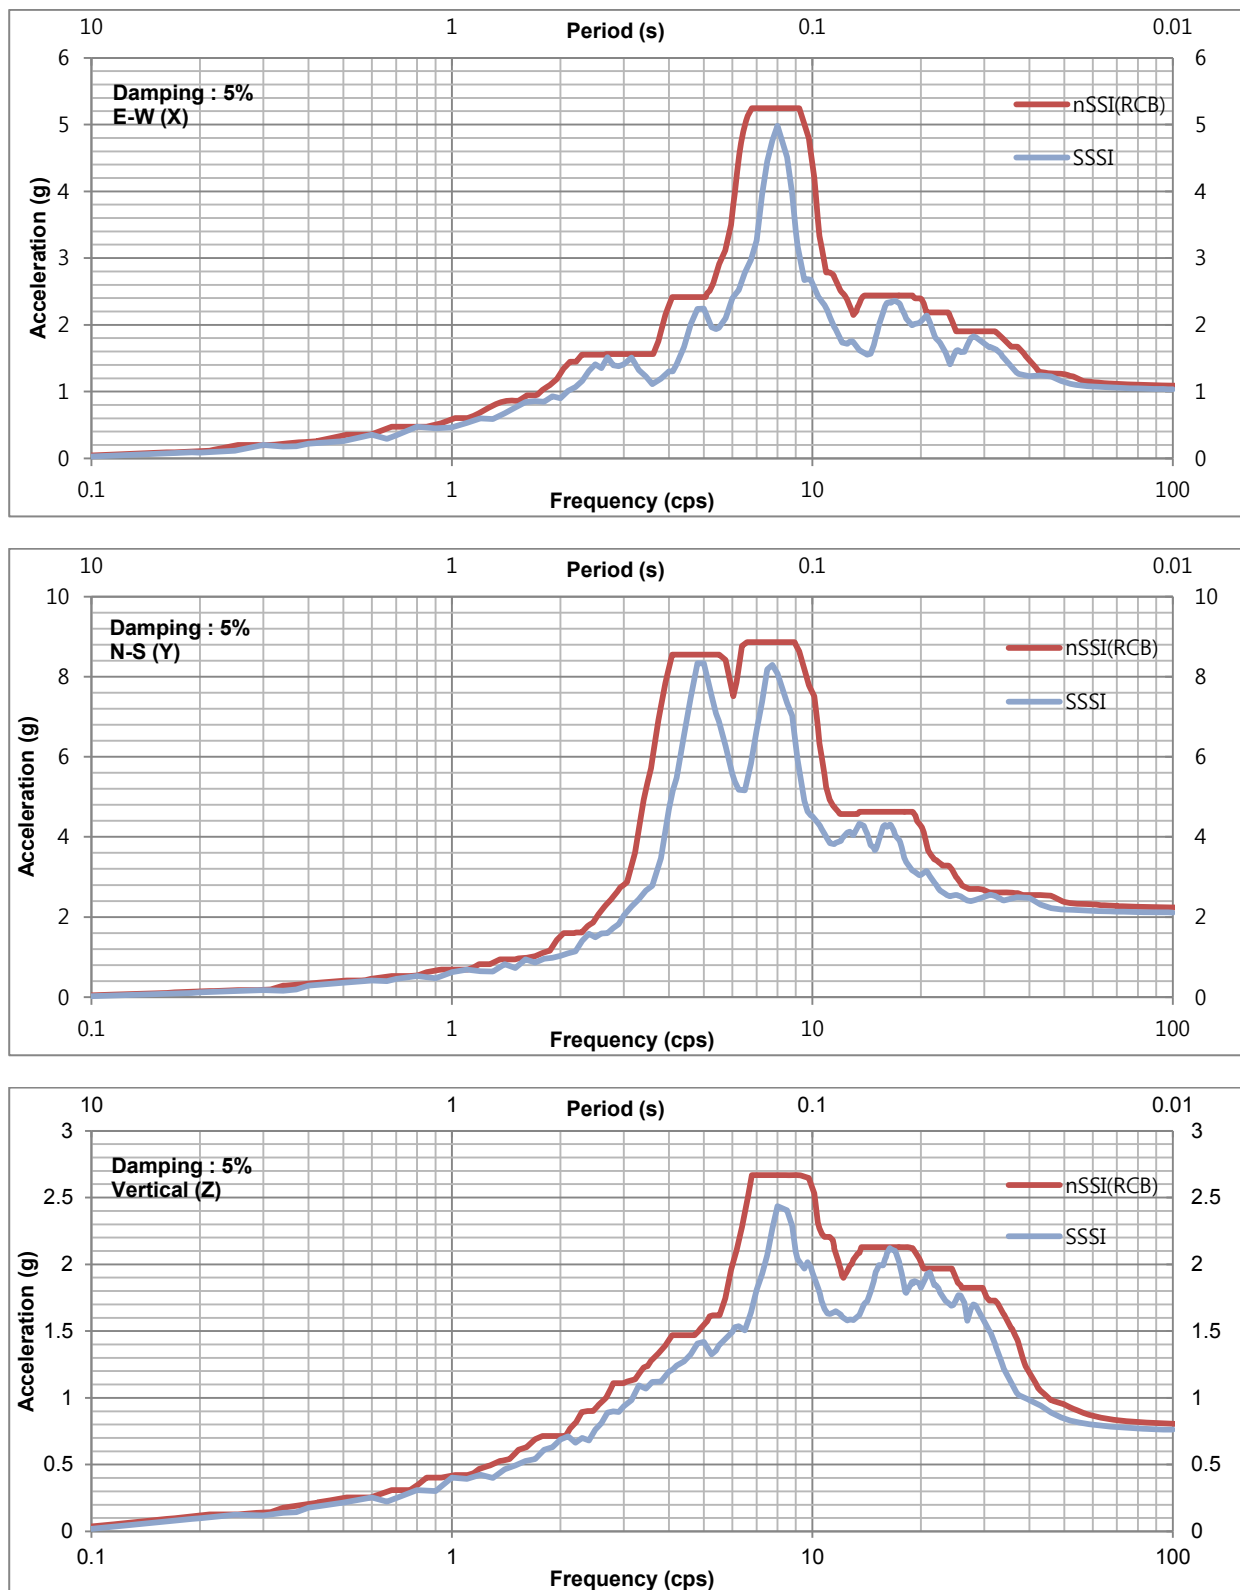 10 1 Period (s) 0.1 0.01
6 6
Damping : 5%
E-W (X)
nSSI(RCB)
5 5
SSSI
4 4
Acceleration (g)
3 3
2 2
1 1
0 0
0.1 1 Frequency (cps) 10 100
10 1 Period (s) 0.1 0.01
10 10
Damping : 5%
N-S (Y)
nSSI(RCB)
8 8
SSSI
6 6
Acceleration (g)
4 4
2 2
0 0
0.1 1 Frequency (cps) 10 100
10 1 Period (s) 0.1 0.01
3 3
Damping : 5%
Vertical (Z)
nSSI(RCB)
2.5 2.5
SSSI
2 2
Acceleration (g)
1.5 1.5
1 1
0.5 0.5
0 0
0.1 1 Frequency (cps) 10 100